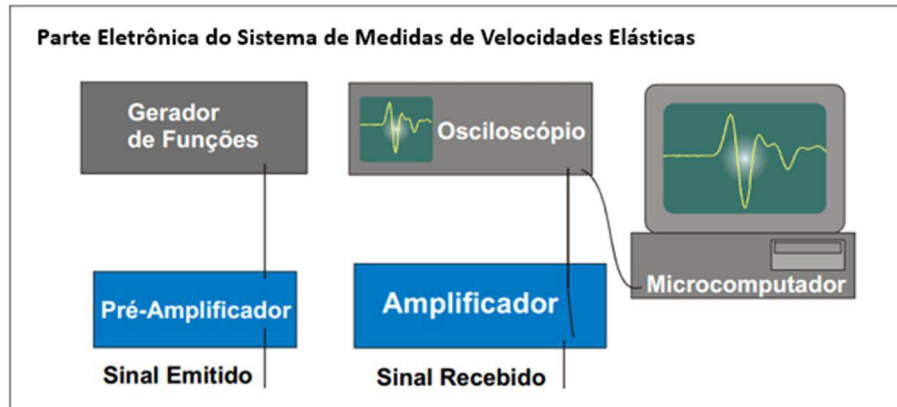 Parte Eletrônica do Sistema de Medidas de Velocidades Elásticas
Gerador
de Funções
Osciloscópio
Microcomputador
Pré-Amplificador
Amplificador
Sinal Emitido
Sinal Recebido